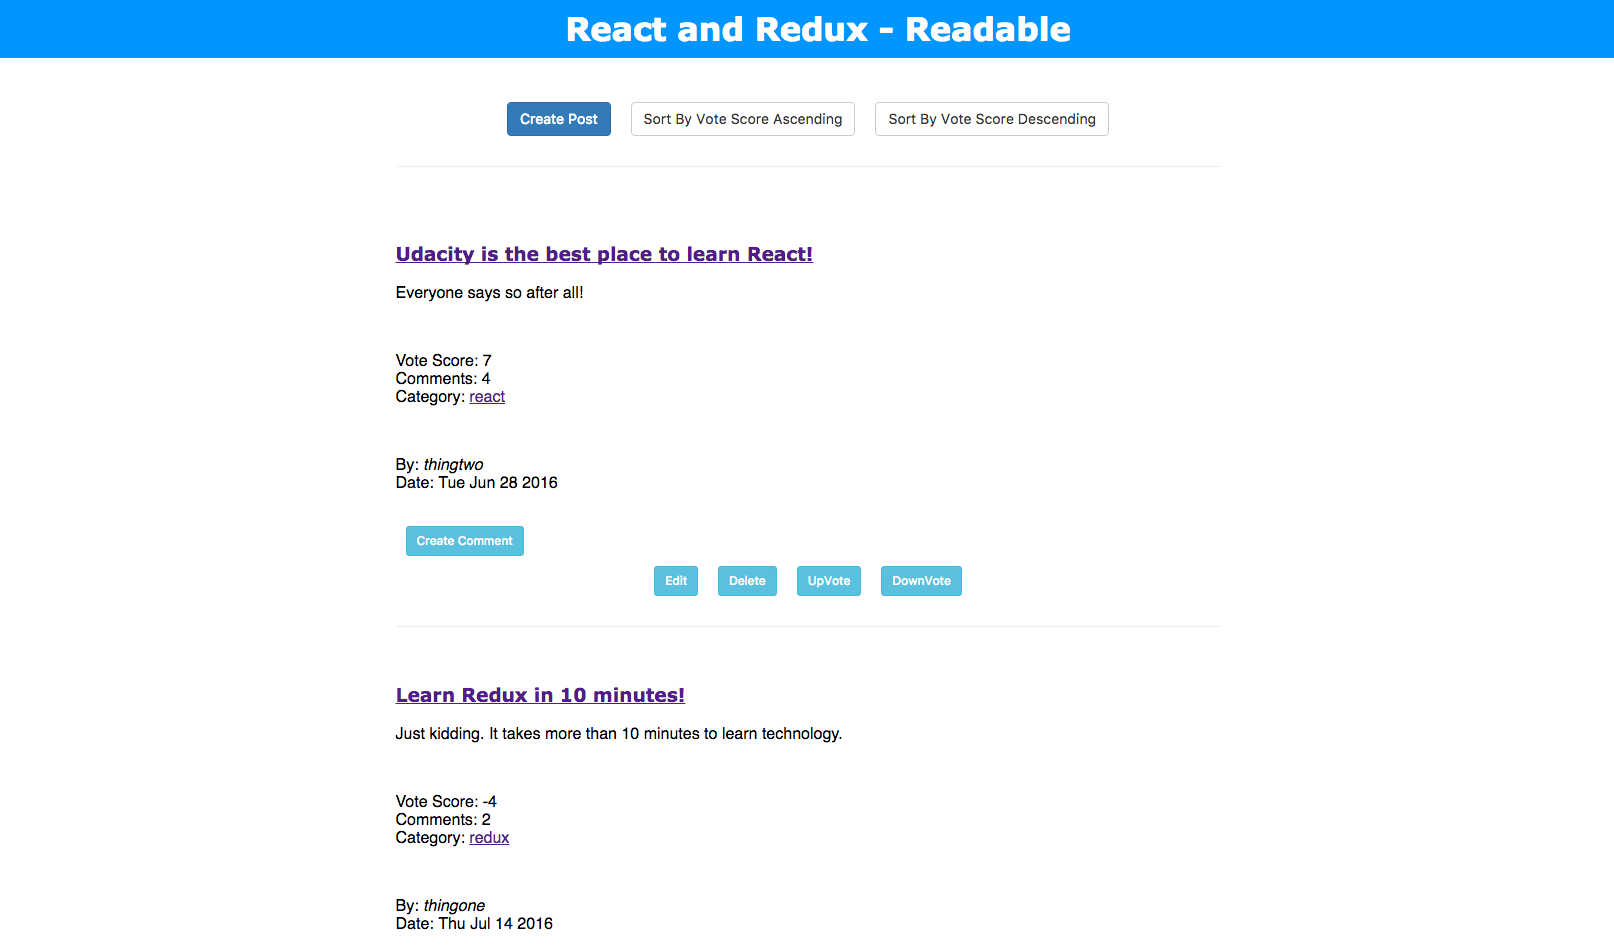 React and Redux - Readable
Create Post Sort By Vote Score Ascending Sort By Vote Score Descending
Udacity is the best place to learn React!
Everyone says so after all!
Vote Score: 7
Comments: 4
Category: react
By: thingtwo
Date: Tue Jun 28 2016
Create Comment
Edit Delete UpVote DownVote
Learn Redux in 10 minutes!
Just kidding. It takes more than 10 minutes to learn technology.
Vote Score: -4
Comments: 2
Category: redux
By: thingone
Date: Thu Jul 14 2016